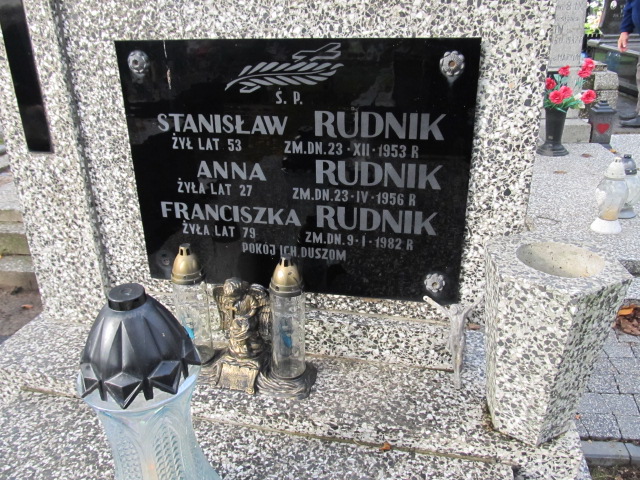 Ś. P.
STANISŁAW RUDNIK
ŻYŁ LAT 53 ZM.DN.23-XII-1953 R
ANNA RUDNIK
ŻYŁA LAT 27 ZM.DN.23-IV-1956 R
FRANCISZKA RUDNIK
ŻYŁA LAT 79 ZM.DN.9-I-1982 R
POKÓJ ICH DUSZOM